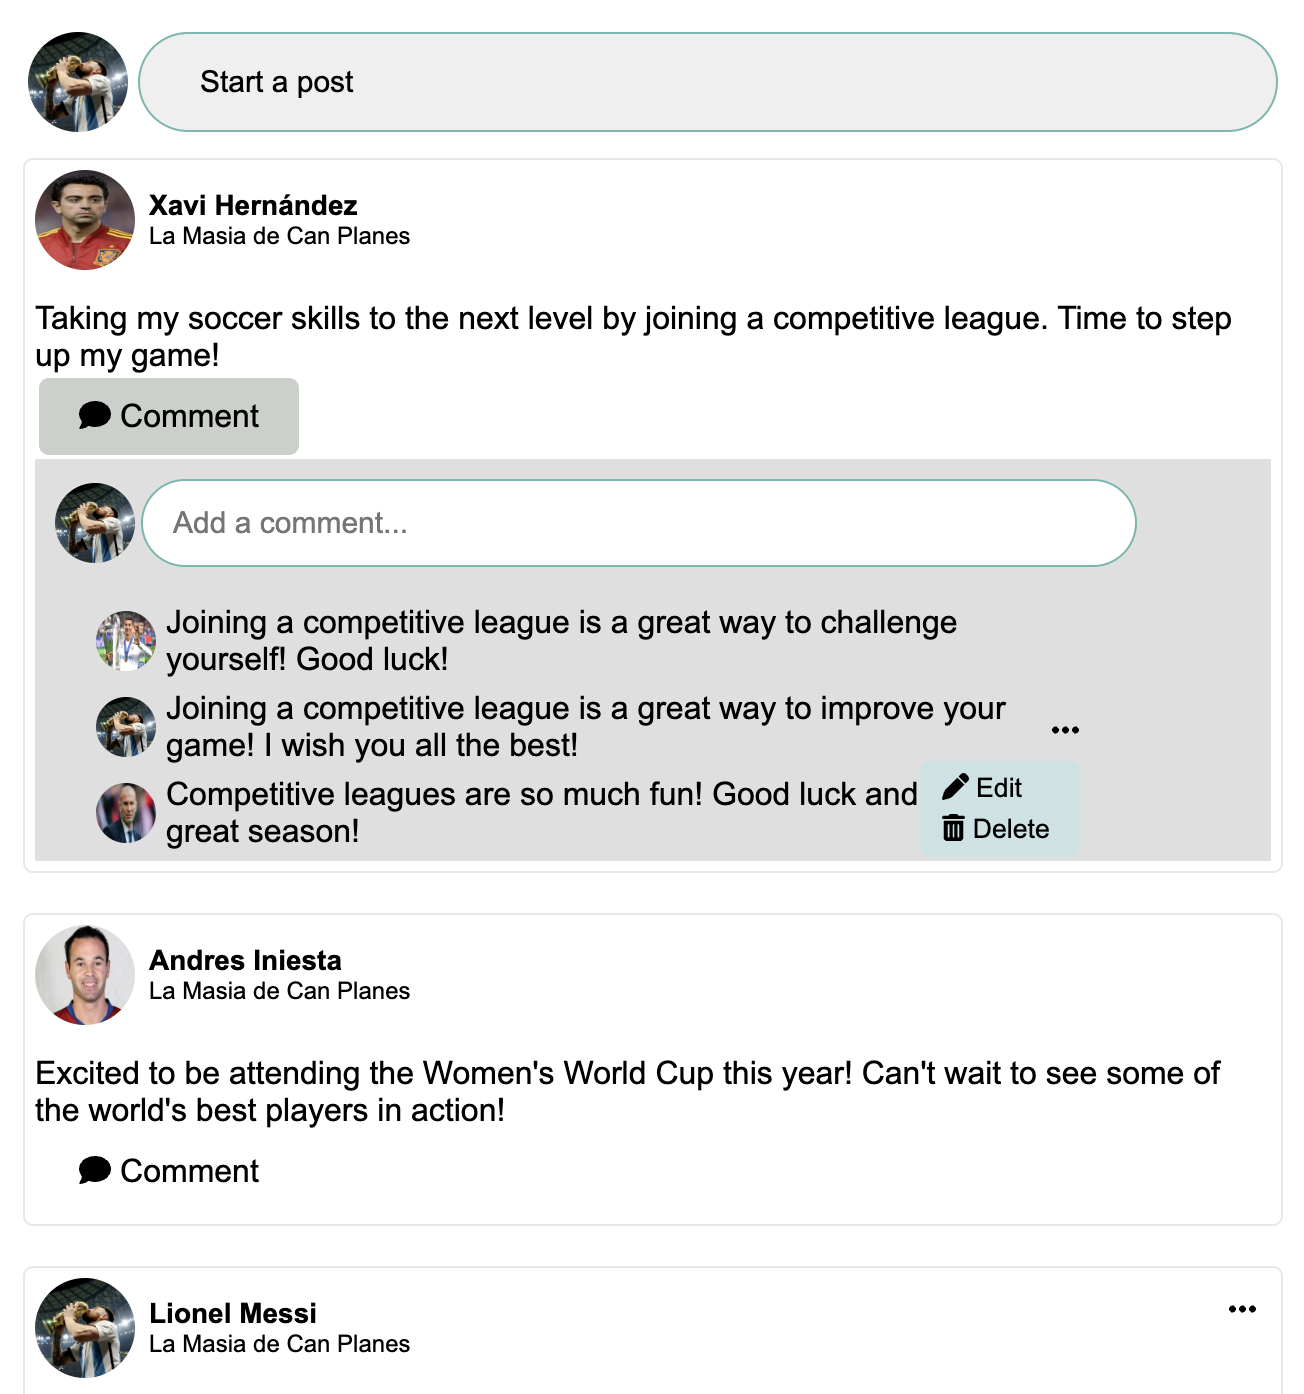 Start a post
Xavi Hernández
La Masia de Can Planes
Taking my soccer skills to the next level by joining a competitive league. Time to step
up my game!
Comment
Add a comment...
Joining a competitive league is a great way to challenge
yourself! Good luck!
Joining a competitive league is a great way to improve your
game! I wish you all the best!
Competitive leagues are so much fun! Good luck and
great season!
Edit
Delete
Andres Iniesta
La Masia de Can Planes
Excited to be attending the Women's World Cup this year! Can't wait to see some of
the world's best players in action!
Comment
Lionel Messi
La Masia de Can Planes